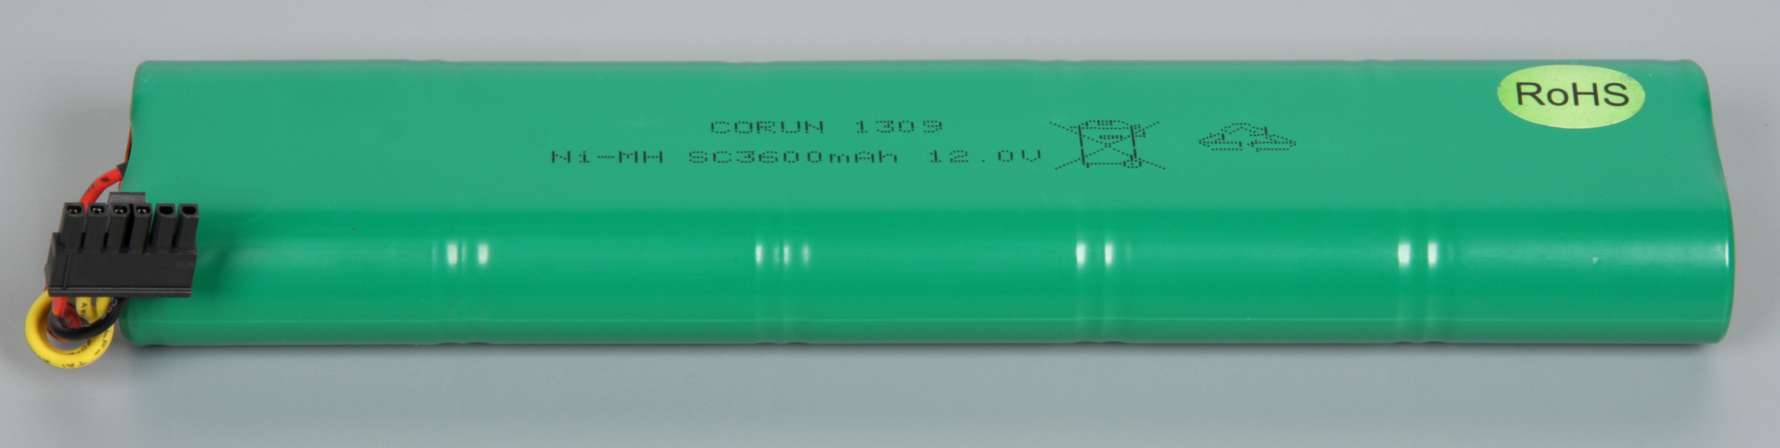 RoHS
CORUN 1309
Ni-MH SC3600mAh 12.0V